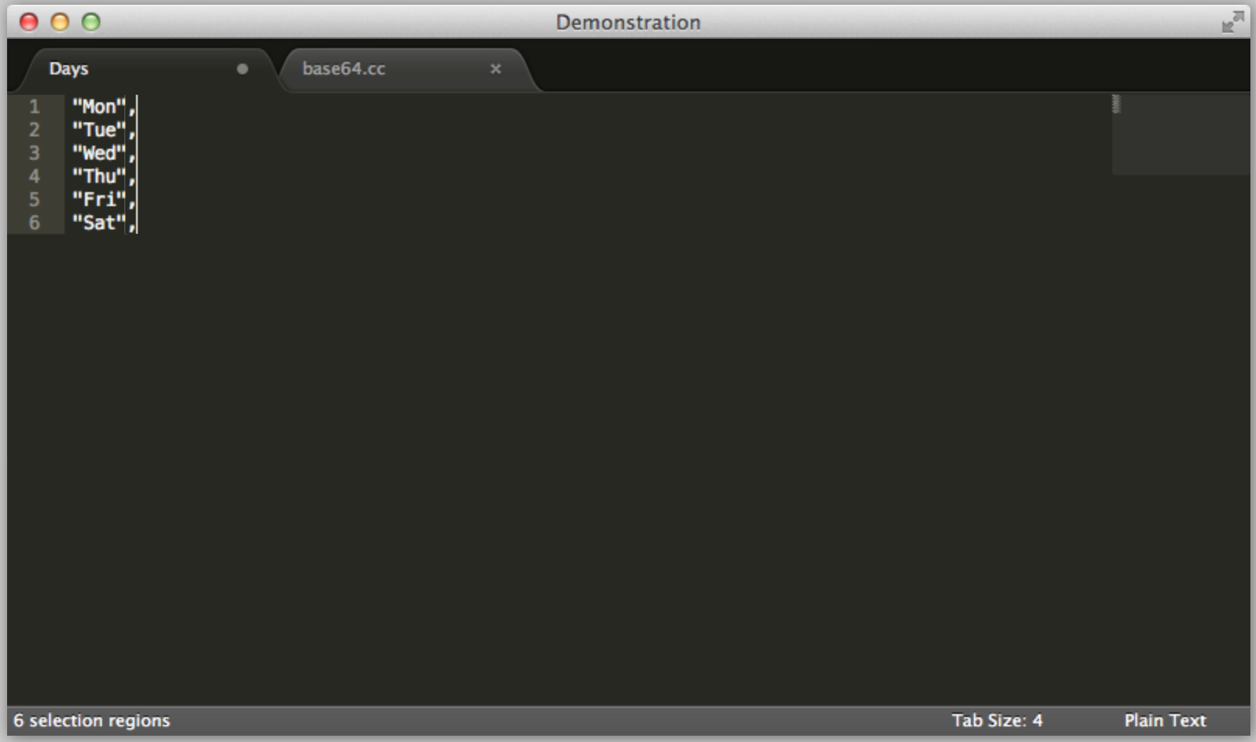 Demonstration
Days base64.cc
1 "Mon",
2 "Tue",
3 "Wed",
4 "Thu",
5 "Fri",
6 "Sat",
6 selection regions Tab Size: 4 Plain Text